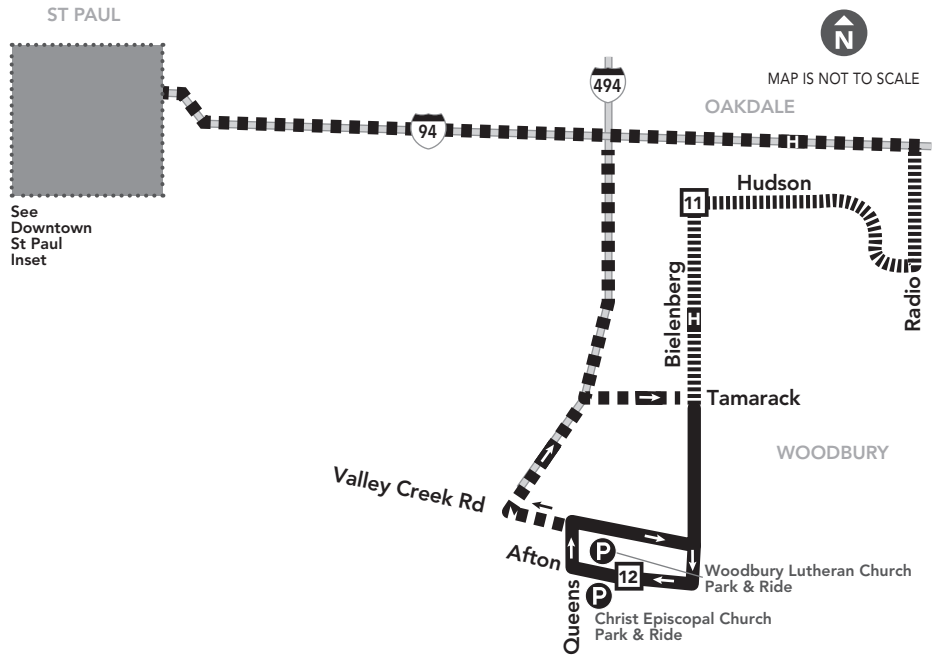 ST PAUL
N
MAP IS NOT TO SCALE
494
OAKDALE
94
H
See
Downtown
St Paul
Inset
11
Hudson
Bielenberg
H
Radio
Tamarack
WOODBURY
Valley Creek Rd
Afton
P
12
Woodbury Lutheran Church
Park & Ride
Queens
P
Christ Episcopal Church
Park & Ride